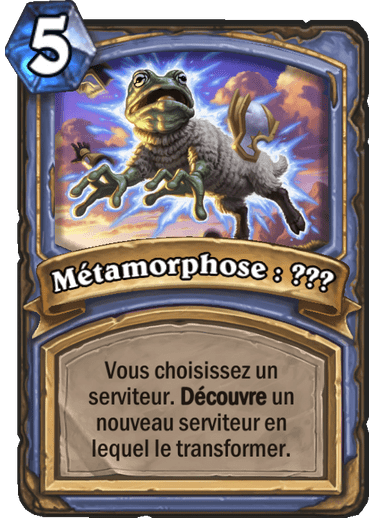 5
Métamorphose : ???
Vous choisissez un
serviteur. Découvre un
nouveau serviteur en
lequel le transformer.